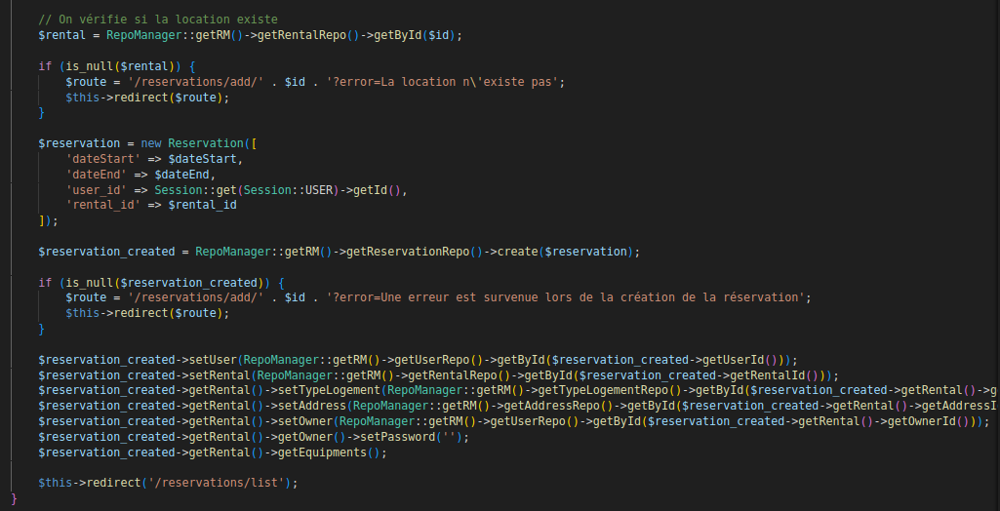 // On vérifie si la location existe
$rental = RepoManager::getRM()->getRentalRepo()->getById($id);
if (is_null($rental)) {
$route = '/reservations/add/' . $id . '?error=La location n\'existe pas';
$this->redirect($route);
}
$reservation = new Reservation([
'dateStart' => $dateStart,
'dateEnd' => $dateEnd,
'user_id' => Session::get(Session::USER)->getId(),
'rental_id' => $rental_id
]);
$reservation_created = RepoManager::getRM()->getReservationRepo()->create($reservation);
if (is_null($reservation_created)) {
$route = '/reservations/add/' . $id . '?error=Une erreur est survenue lors de la création de la réservation';
$this->redirect($route);
}
$reservation_created->setUser(RepoManager::getRM()->getUserRepo()->getById($reservation_created->getUserId()));
$reservation_created->setRental(RepoManager::getRM()->getRentalRepo()->getById($reservation_created->getRentalId()));
$reservation_created->getRental()->setTypeLogement(RepoManager::getRM()->getTypeLogementRepo()->getById($reservation_created->getRental()->g
$reservation_created->getRental()->setAddress(RepoManager::getRM()->getAddressRepo()->getById($reservation_created->getRental()->getAddressI
$reservation_created->getRental()->setOwner(RepoManager::getRM()->getUserRepo()->getById($reservation_created->getRental()->getOwnerId()));
$reservation_created->getRental()->getOwner()->setPassword('');
$reservation_created->getRental()->getEquipments();
$this->redirect('/reservations/list');
}